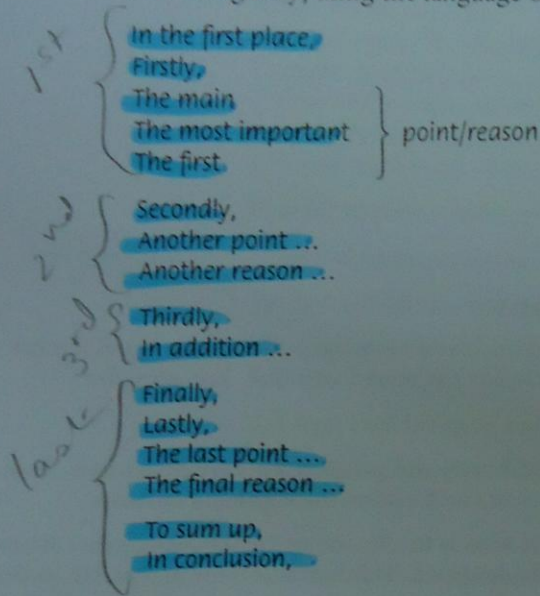 1st
In the first place,
Firstly,
The main
The most important
The first
point/reason
2nd
Secondly,
Another point ...
Another reason ...
3rd
Thirdly,
In addition ...
last
Finally,
Lastly,
The last point ...
The final reason ...
To sum up,
In conclusion,